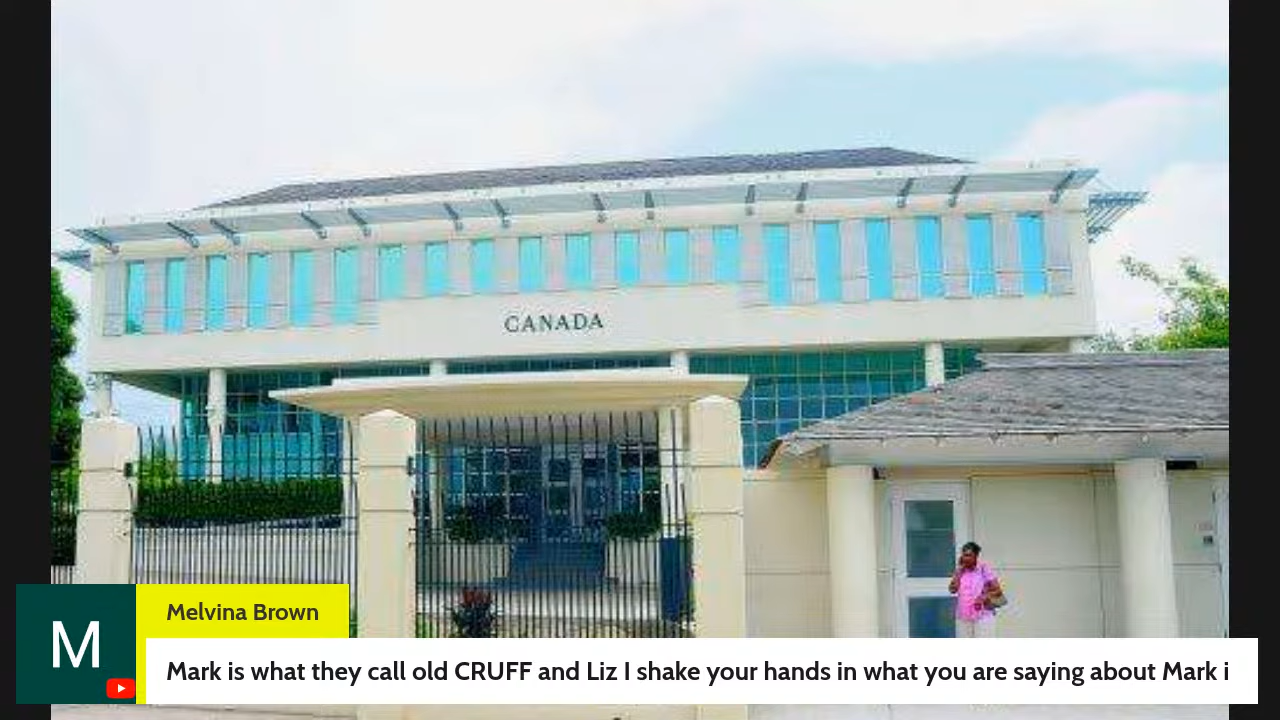 CANADA
Melvina Brown
M
Mark is what they call old CRUFF and Liz I shake your hands in what you are saying about Mark i